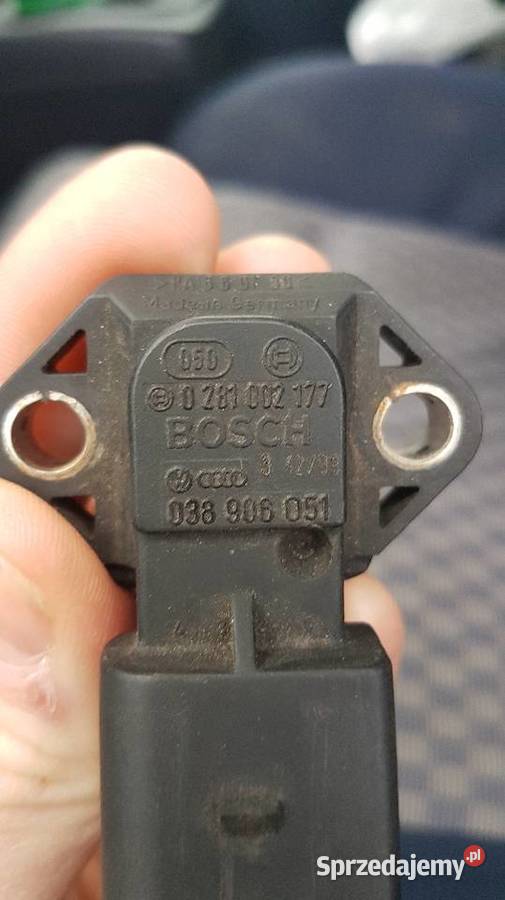 Made in Germany
050
0 281 002 177
BOSCH
038 906 051
Sprzedajemy.pl